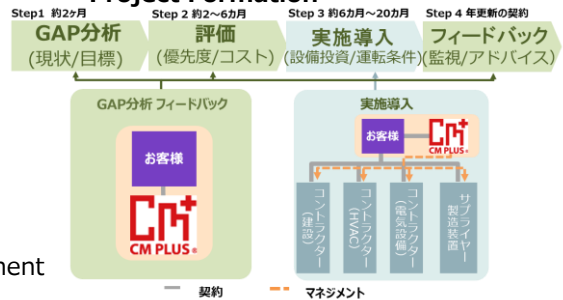 Project Formation
Step 1 約2ヶ月
GAP分析
(現状/目標)
Step 2 約2～6カ月
評価
(優先度/コスト)
Step 3 約6カ月～20カ月
実施導入
(設備投資/運転条件)
Step 4 年更新の契約
フィードバック
(監視/アドバイス)
GAP分析 フィードバック
お客様
CM+
CM PLUS®
実施導入
お客様
CM+
CM PLUS®
コントラクター
(建設)
コントラクター
(HVAC)
コントラクター
(電気設備)
サプライヤー
製造装置
ment
契約
マネジメント